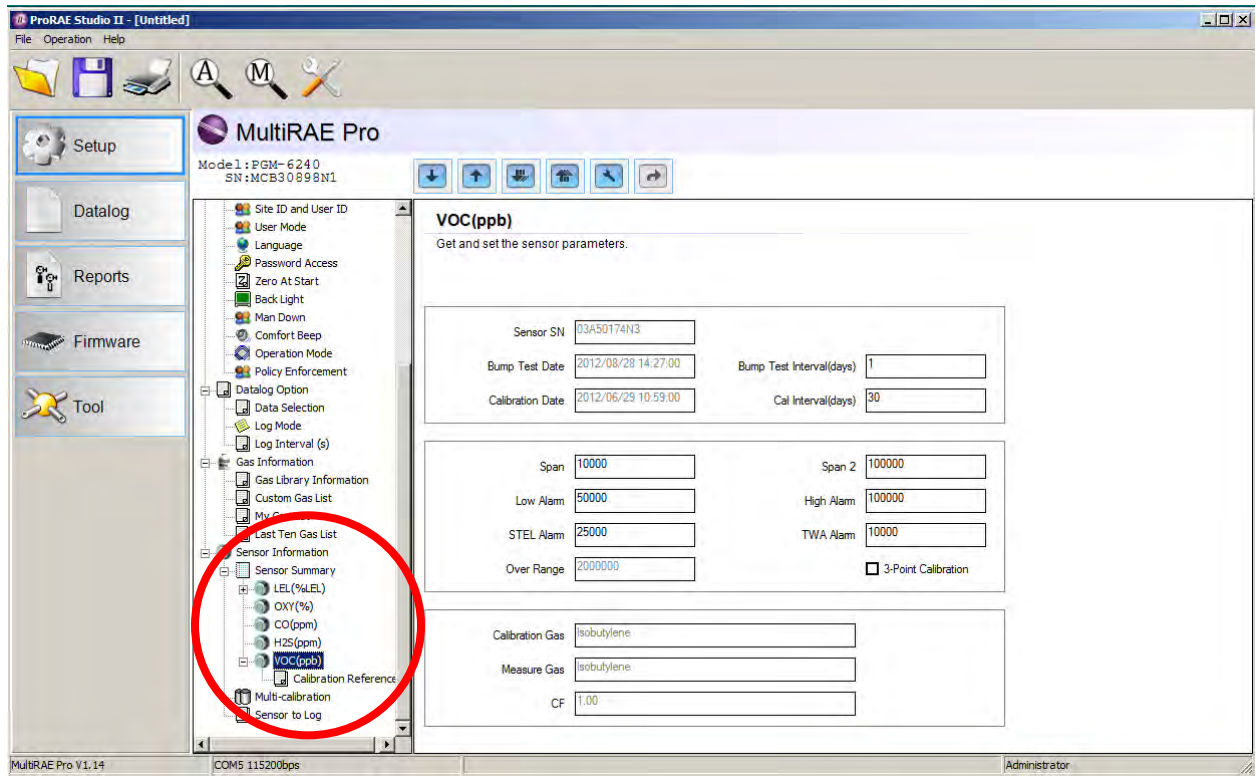 ProRAE Studio II - [Untitled]
File Operation Help
A M
Setup
Datalog
Reports
Firmware
Tool
MultiRAE Pro
Model:PGM-6240
SN:MCB30898N1
Site ID and User ID
User Mode
Language
Password Access
Zero At Start
Back Light
Man Down
Comfort Beep
Operation Mode
Policy Enforcement
Datalog Option
Data Selection
Log Mode
Log Interval (s)
Gas Information
Gas Library Information
Custom Gas List
My
Last Ten Gas List
Sensor Information
Sensor Summary
LEL(%LEL)
OXY(%)
CO(ppm)
H2S(ppm)
VOC(ppb)
Calibration Reference
Multi-calibration
Sensor to Log
VOC(ppb)
Get and set the sensor parameters.
Sensor SN 03A50174N3
Bump Test Date 2012/08/28 14:27:00 Bump Test Interval(days) 1
Calibration Date 2012/06/29 10:59:00 Cal Interval(days) 30
Span 10000 Span 2 100000
Low Alarm 50000 High Alarm 100000
STEL Alarm 25000 TWA Alarm 10000
Over Range 2000000 3-Point Calibration
Calibration Gas Isobutylene
Measure Gas Isobutylene
CF 1.00
MultiRAE Pro V1.14 COM5 115200bps Administrator